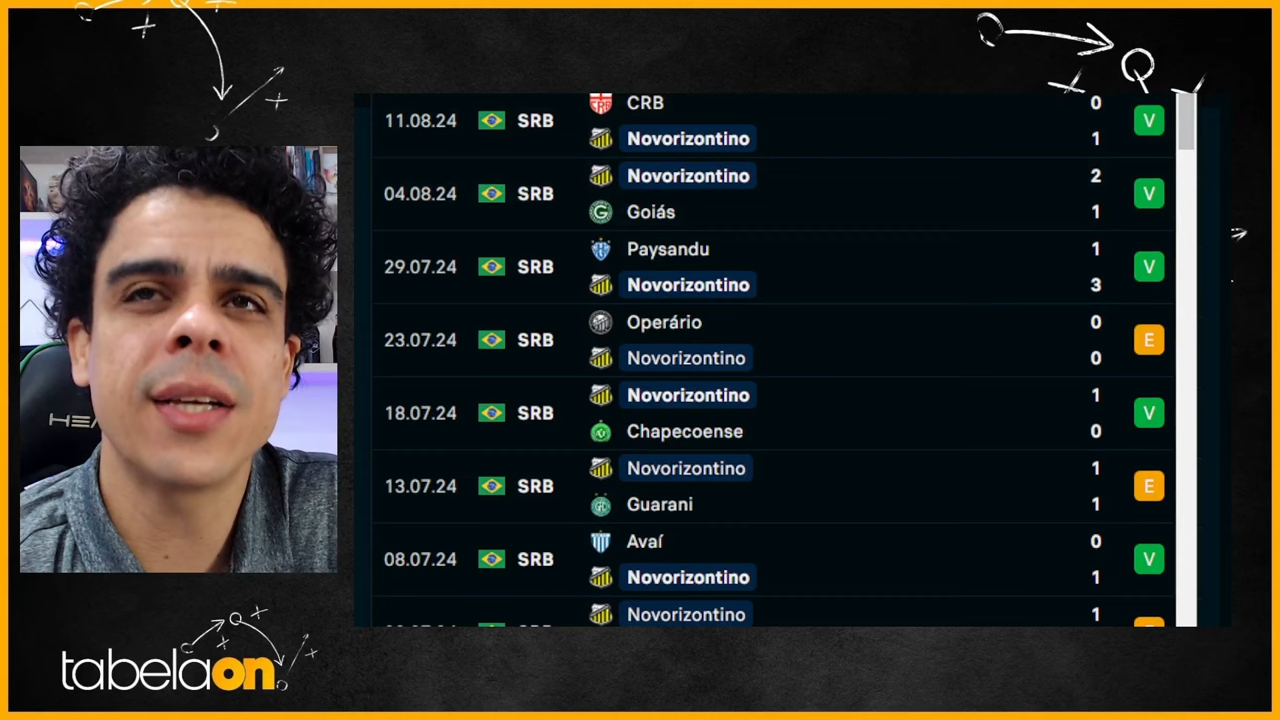 CRB 0
11.08.24 SRB V
Novorizontino 1
Novorizontino 2
04.08.24 SRB V
Goiás 1
Paysandu 1
29.07.24 SRB V
Novorizontino 3
Operário 0
23.07.24 SRB E
Novorizontino 0
Novorizontino 1
18.07.24 SRB V
Chapecoense 0
Novorizontino 1
13.07.24 SRB E
Guarani 1
Avaí 0
08.07.24 SRB V
Novorizontino 1
Novorizontino 1
tabelaon